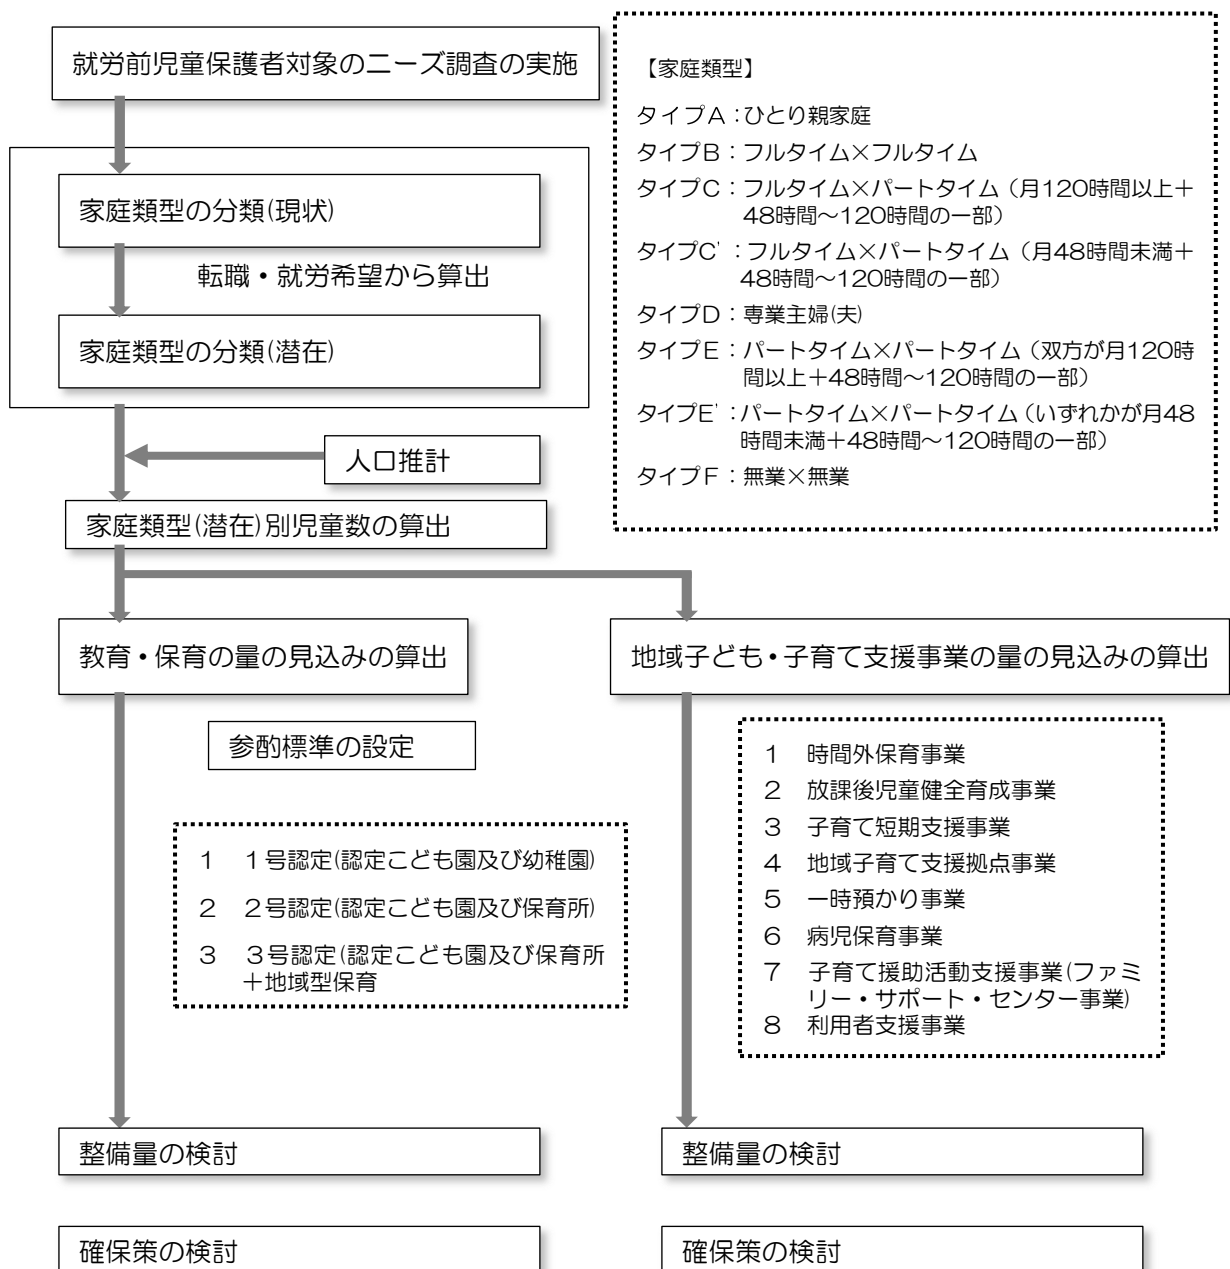 就労前児童保護者対象のニーズ調査の実施
家庭類型の分類(現状)
転職・就労希望から算出
家庭類型の分類(潜在)
人口推計
家庭類型(潜在)別児童数の算出
【家庭類型】
タイプA：ひとり親家庭
タイプB：フルタイム×フルタイム
タイプC：フルタイム×パートタイム（月120時間以上＋
48時間～120時間の一部）
タイプC'：フルタイム×パートタイム（月48時間未満＋
48時間～120時間の一部）
タイプD：専業主婦(夫)
タイプE：パートタイム×パートタイム（双方が月120時
間以上＋48時間～120時間の一部）
タイプE'：パートタイム×パートタイム（いずれかが月48
時間未満＋48時間～120時間の一部）
タイプF：無業×無業
教育・保育の量の見込みの算出
参酌標準の設定
1　1号認定(認定こども園及び幼稚園)
2　2号認定(認定こども園及び保育所)
3　3号認定(認定こども園及び保育所
＋地域型保育
整備量の検討
確保策の検討
地域子ども・子育て支援事業の量の見込みの算出
1　時間外保育事業
2　放課後児童健全育成事業
3　子育て短期支援事業
4　地域子育て支援拠点事業
5　一時預かり事業
6　病児保育事業
7　子育て援助活動支援事業(ファミ
リー・サポート・センター事業)
8　利用者支援事業
整備量の検討
確保策の検討